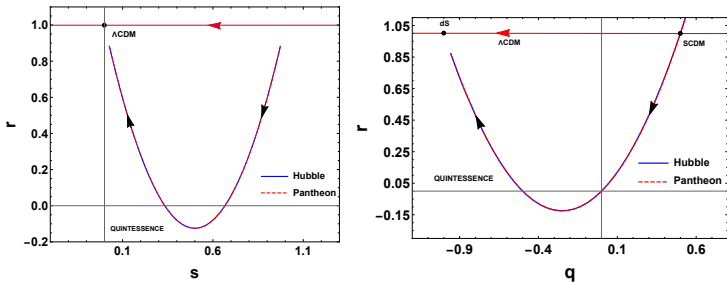 1.0
0.8
0.6
0.4
0.2
0.0
−0.2
r
ΛCDM
Hubble
Pantheon
QUINTESSENCE
0.1
0.6
1.1
s
1.05
0.85
0.65
0.45
0.25
0.05
−0.15
r
dS
ΛCDM
SCDM
QUINTESSENCE
Hubble
Pantheon
−0.9
−0.4
0.1
0.6
q